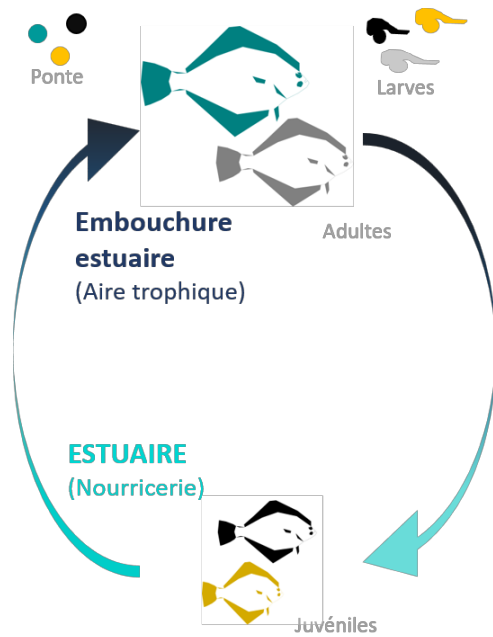 Ponte
Larves
Adultes
Embouchure
estuaire
(Aire trophique)
ESTUAIRE
(Nourricerie)
Juvéniles